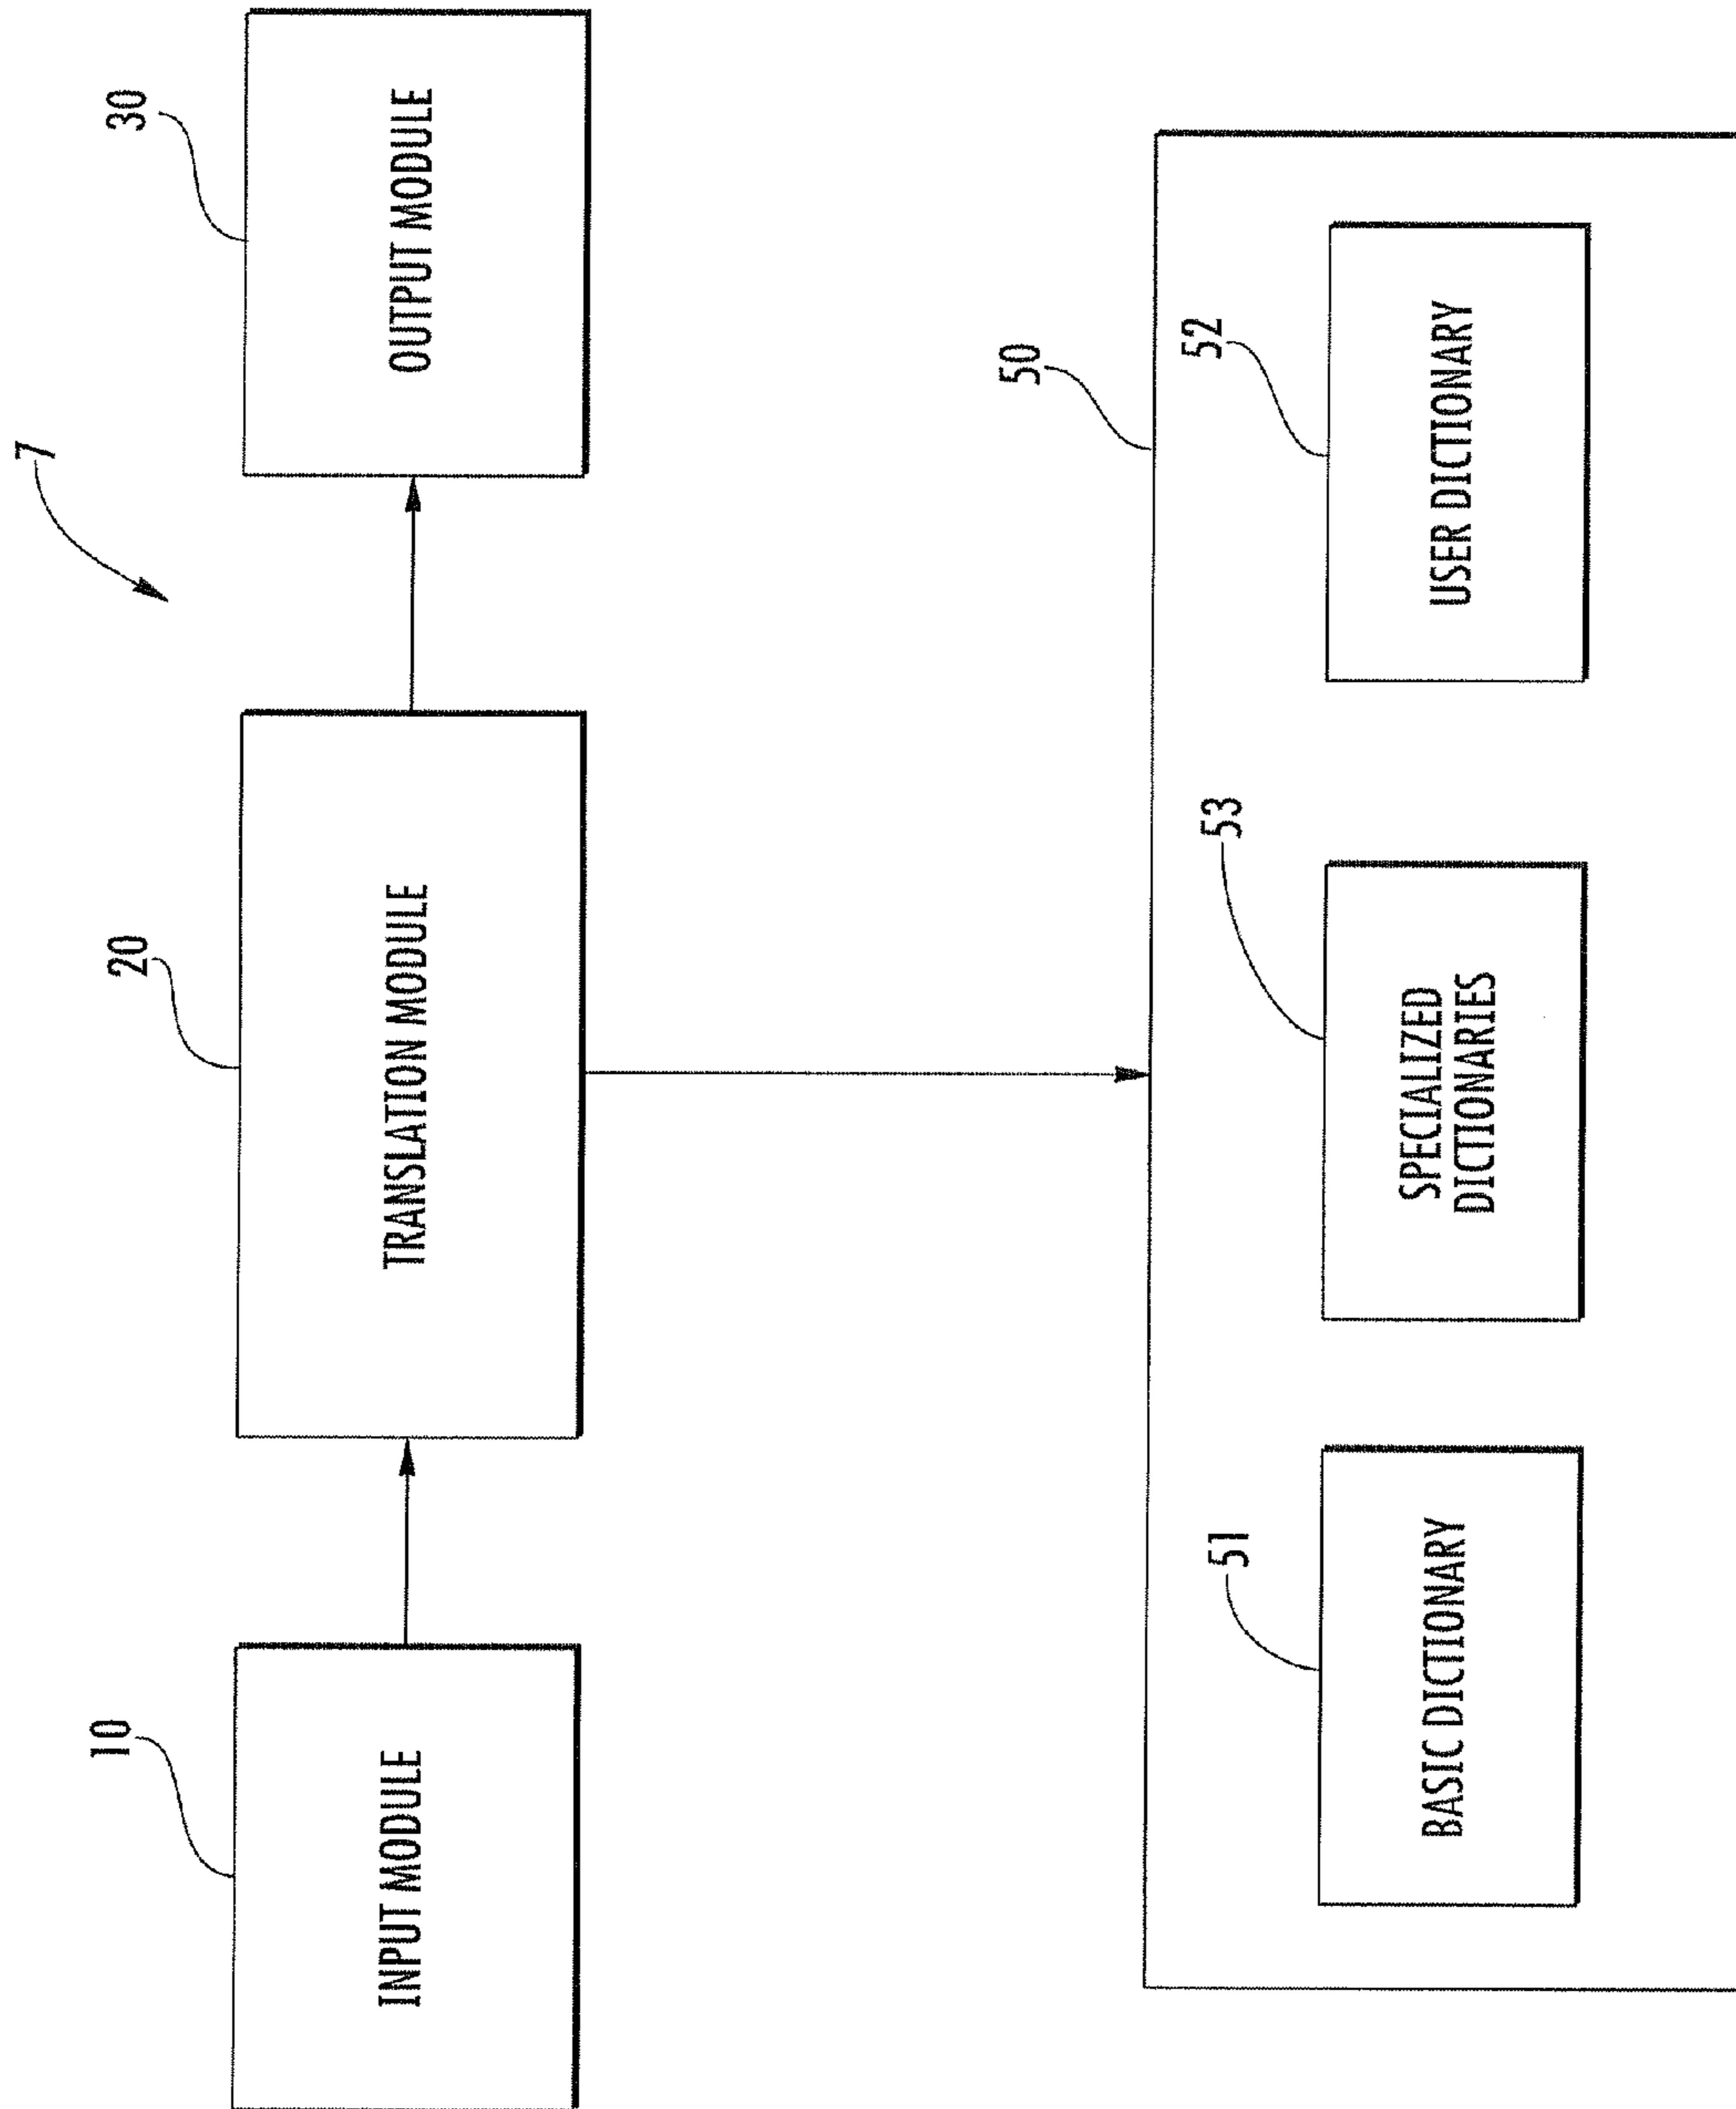 7
10
INPUT MODULE
20
TRANSLATION MODULE
30
OUTPUT MODULE
50
51
BASIC DICTIONARY
53
SPECIALIZED
DICTIONARIES
52
USER DICTIONARY